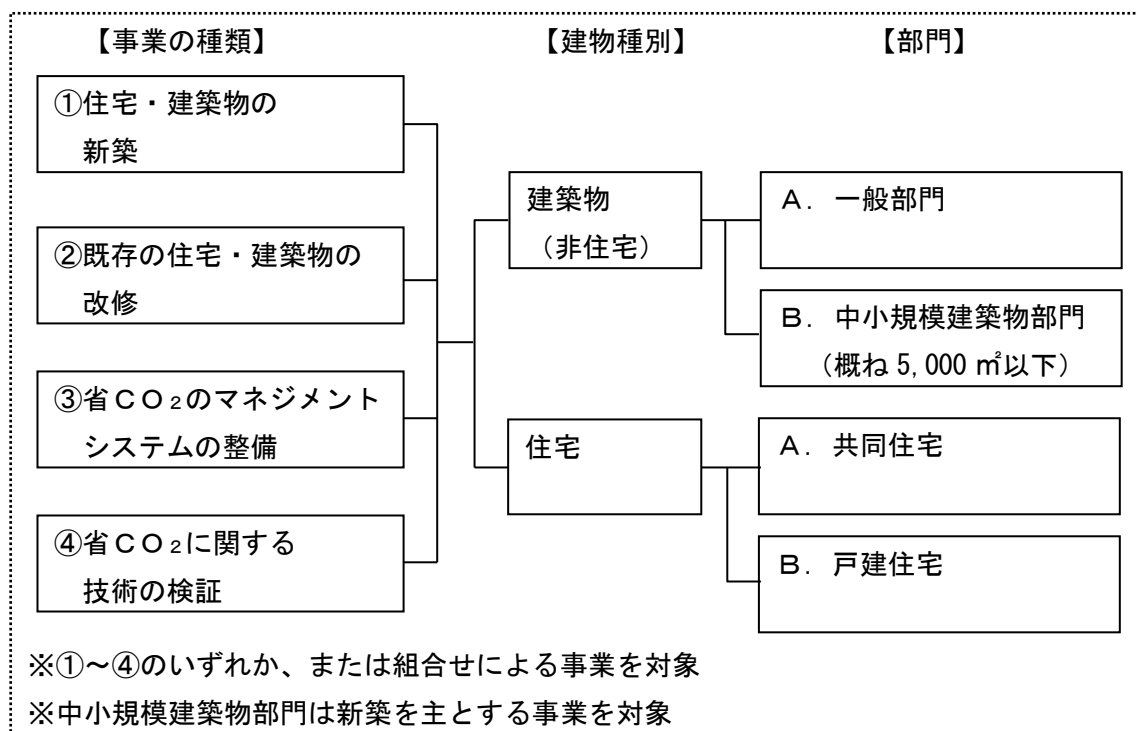 【事業の種類】
【建物種別】
【部門】
①住宅・建築物の
新築
②既存の住宅・建築物の
改修
③省ＣＯ₂のマネジメント
システムの整備
④省ＣＯ₂に関する
技術の検証
建築物
（非住宅）
住宅
Ａ．一般部門
Ｂ．中小規模建築物部門
（概ね 5,000 ㎡以下）
Ａ．共同住宅
Ｂ．戸建住宅
※①～④のいずれか、または組合せによる事業を対象
※中小規模建築物部門は新築を主とする事業を対象